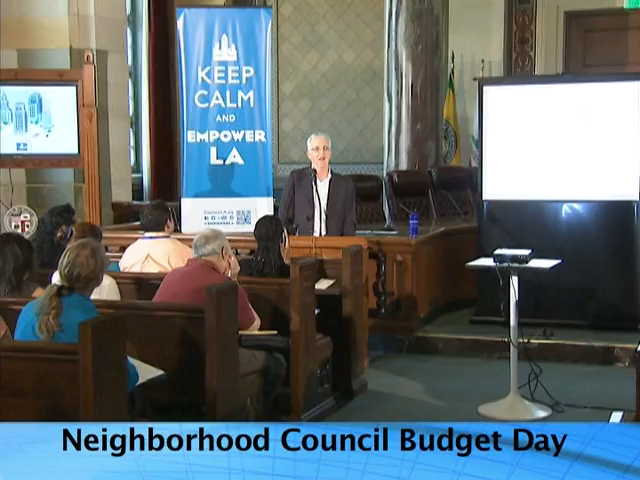 KEEP
CALM
AND
EMPOWER
LA
Neighborhood Council Budget Day